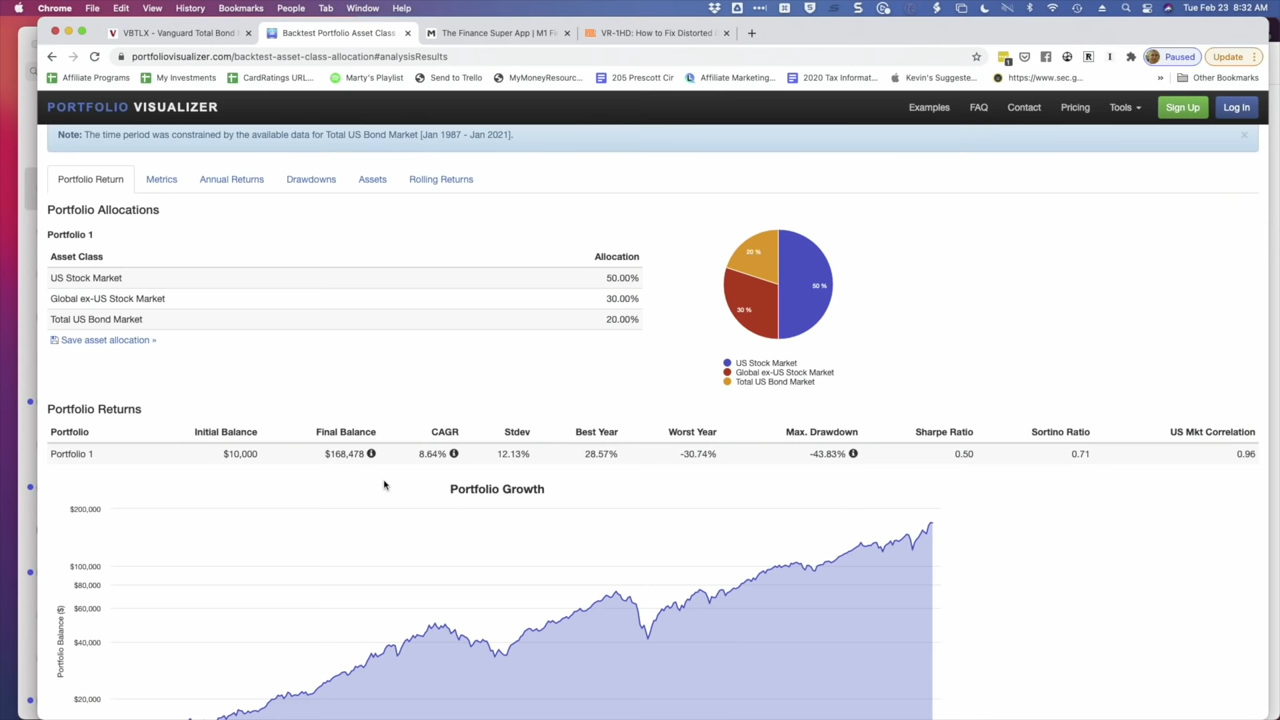 Chrome File Edit View History Bookmarks People Tab Window Help Tue Feb 23 8:32 AM
VBTLX - Vanguard Total Bond Backtest Portfolio Asset Class The Finance Super App | M1 Fi VR-1HD: How to Fix Distorted
portfoliovisualizer.com/backtest-asset-class-allocation#analysisResults Paused Update
Affiliate Programs My Investments CardRatings URL... Marty's Playlist Send to Trello MyMoneyResourc... 205 Prescott Cir Affiliate Marketing... 2020 Tax Informat... Kevin's Suggeste... https://www.sec.g... » Other Bookmarks
PORTFOLIO VISUALIZER Examples FAQ Contact Pricing Tools Sign Up Log In
Note: The time period was constrained by the available data for Total US Bond Market [Jan 1987 - Jan 2021]. ×
Portfolio Return Metrics Annual Returns Drawdowns Assets Rolling Returns
Portfolio Allocations
Portfolio 1
Asset Class Allocation
US Stock Market 50.00%
Global ex-US Stock Market 30.00%
Total US Bond Market 20.00%
Save asset allocation »
20 %
50 %
30 %
US Stock Market
Global ex-US Stock Market
Total US Bond Market
Portfolio Returns
Portfolio Initial Balance Final Balance CAGR Stdev Best Year Worst Year Max. Drawdown Sharpe Ratio Sortino Ratio US Mkt Correlation
Portfolio 1 $10,000 $168,478 8.64% 12.13% 28.57% -30.74% -43.83% 0.50 0.71 0.96
Portfolio Growth
$200,000
$100,000
$80,000
$60,000
$40,000
$20,000
Portfolio Balance ($)